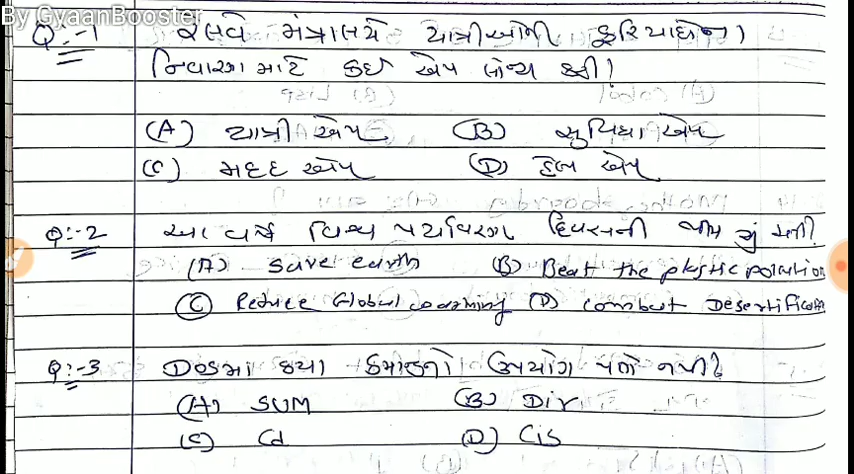 By GyaanBooster
Q:-1 રેલવે મંત્રાલયે યાત્રીઓની ફરિયાદોના
નિવારણ માટે કઈ એપ લોન્ચ કરી?
(A) યાત્રી એપ (B) સુવિધા એપ
(C) મદદ એપ (D) હેલ્પ એપ
Q:-2 આ વર્ષે વિશ્વ પર્યાવરણ દિવસની થીમ શું હતી?
(A) save earth (B) Beat the plastic polution
(C) Reduce Global warming (D) combat Desertificatin
Q:-3 DOSમાં કયા કમાન્ડનો ઉપયોગ થતો નથી?
(A) SUM (B) Dir
(C) Cd (D) Cls